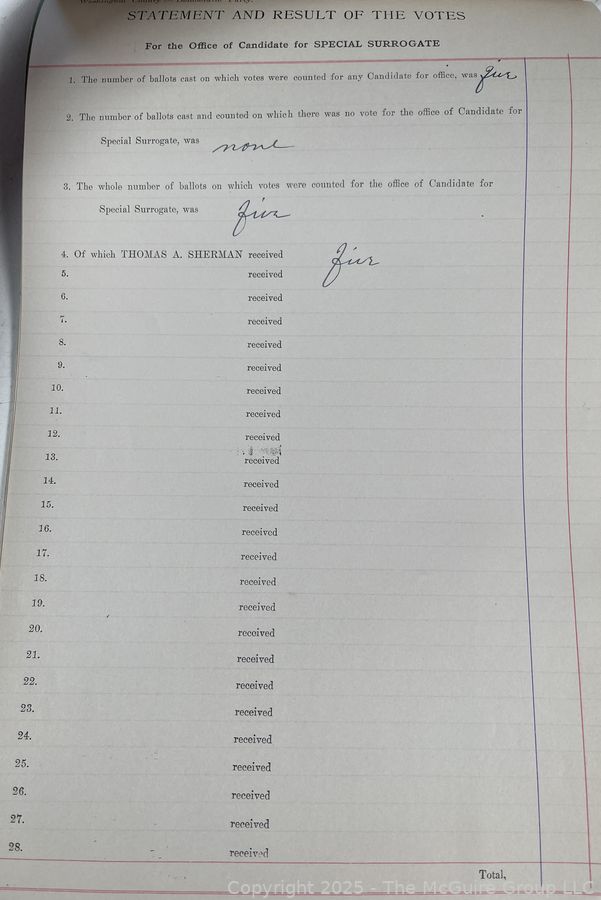 Washington County — Democratic Party.
STATEMENT AND RESULT OF THE VOTES
For the Office of Candidate for SPECIAL SURROGATE
1. The number of ballots cast on which votes were counted for any Candidate for office, was five
2. The number of ballots cast and counted on which there was no vote for the office of Candidate for
Special Surrogate, was none
3. The whole number of ballots on which votes were counted for the office of Candidate for
Special Surrogate, was five
4. Of which THOMAS A. SHERMAN received five
5. received
6. received
7. received
8. received
9. received
10. received
11. received
12. received
13. received
14. received
15. received
16. received
17. received
18. received
19. received
20. received
21. received
22. received
23. received
24. received
25. received
26. received
27. received
28. received
Total,
Copyright 2025 - The McGuire Group LLC